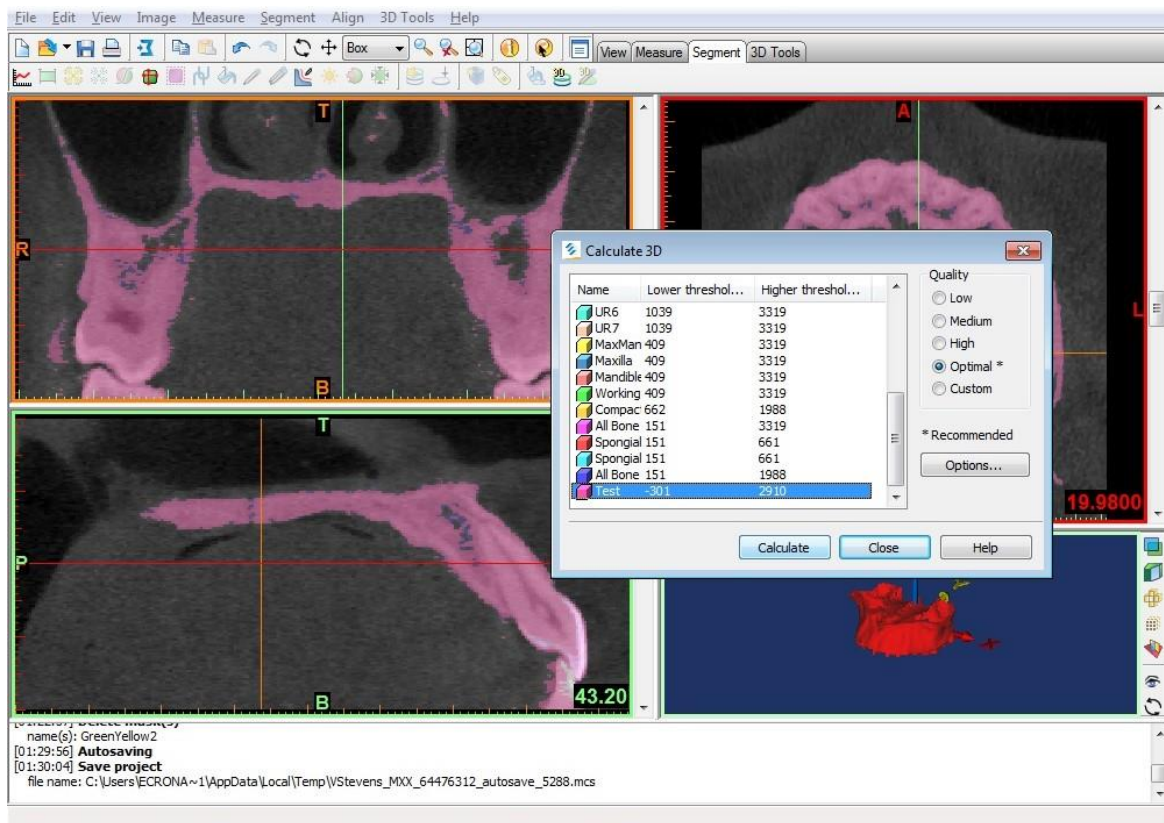 File Edit View Image Measure Segment Align 3D Tools Help
Box View Measure Segment 3D Tools
T
R
B
A
L
19.9800
T
P
B
43.20
Calculate 3D
Name Lower threshol... Higher threshol...
UR6 1039 3319
UR7 1039 3319
MaxMan 409 3319
Maxilla 409 3319
Mandible 409 3319
Working 409 3319
Compac 662 1988
All Bone 151 3319
Spongial 151 661
Spongial 151 661
All Bone 151 1988
Test -301 2910
Quality
Low
Medium
High
Optimal *
Custom
* Recommended
Options...
Calculate Close Help
[01:22:57] Delete mask(s)
name(s): GreenYellow2
[01:29:56] Autosaving
[01:30:04] Save project
file name: C:\Users\ECRONA~1\AppData\Local\Temp\VStevens_MXX_64476312_autosave_5288.mcs